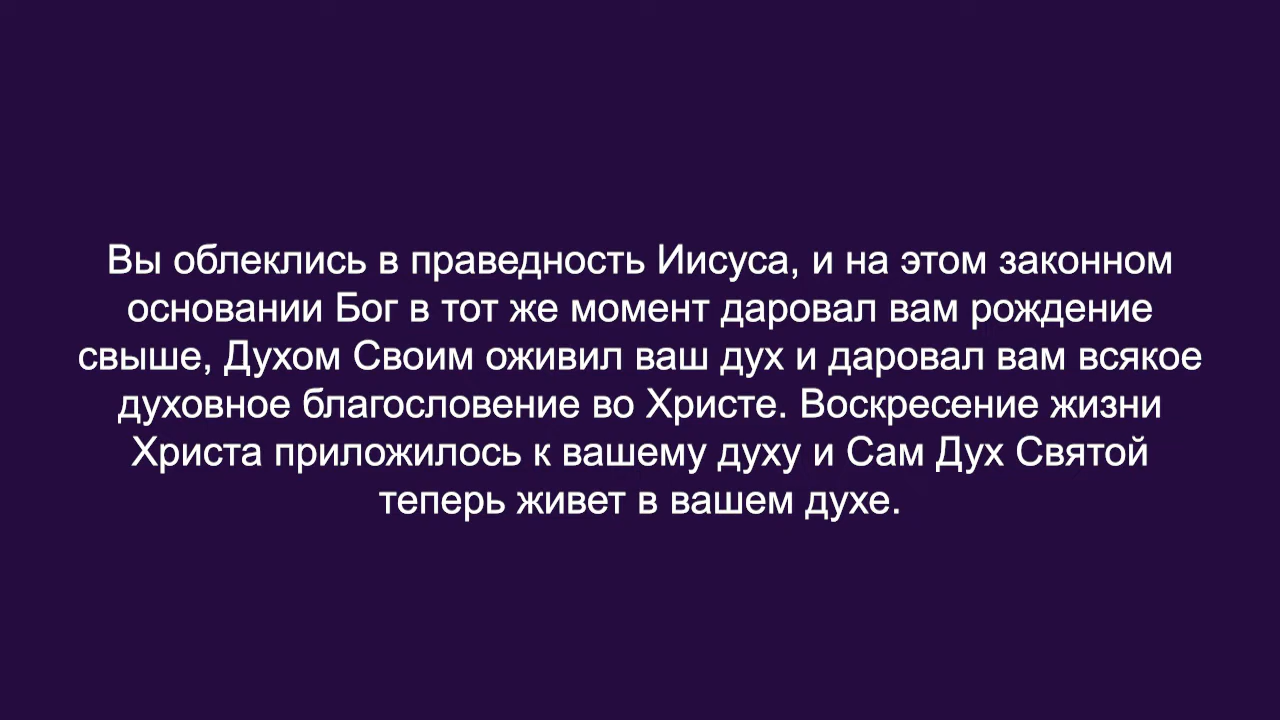 Вы облеклись в праведность Иисуса, и на этом законном
основании Бог в тот же момент даровал вам рождение
свыше, Духом Своим оживил ваш дух и даровал вам всякое
духовное благословение во Христе. Воскресение жизни
Христа приложилось к вашему духу и Сам Дух Святой
теперь живет в вашем духе.